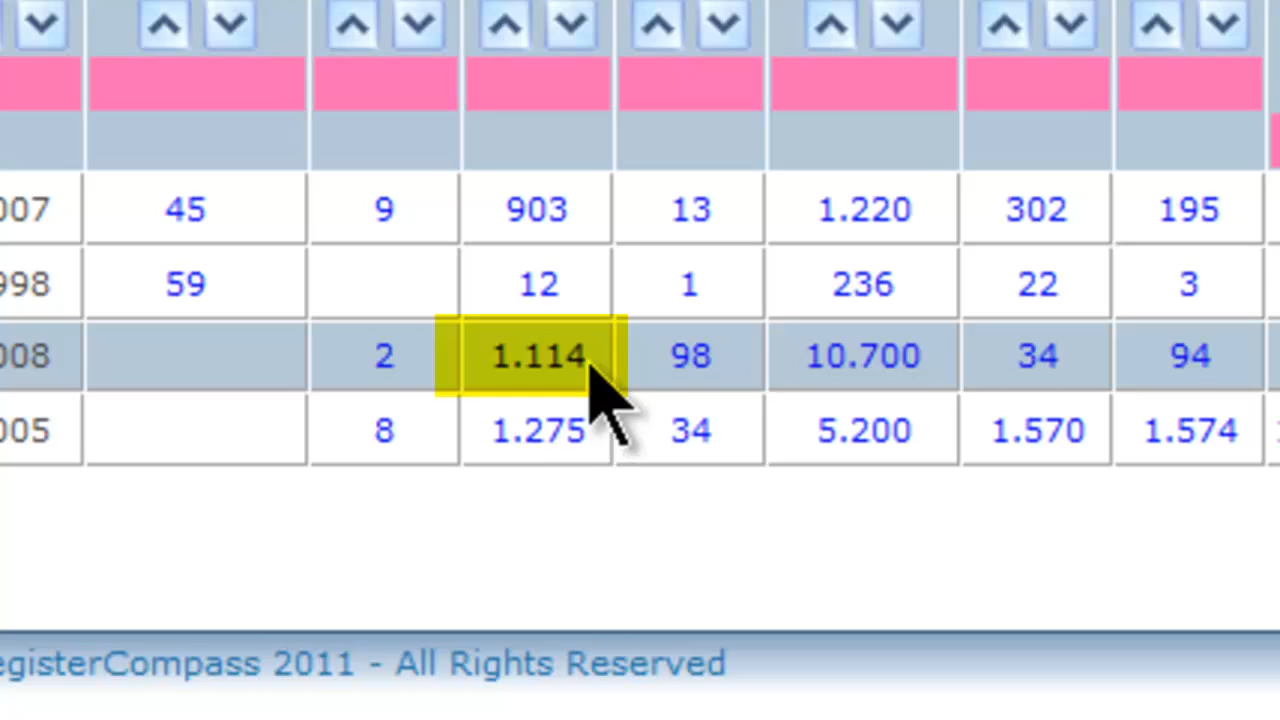 007 45 9 903 13 1.220 302 195
998 59 12 1 236 22 3
008 2 1.114 98 10.700 34 94
005 8 1.275 34 5.200 1.570 1.574
egisterCompass 2011 - All Rights Reserved